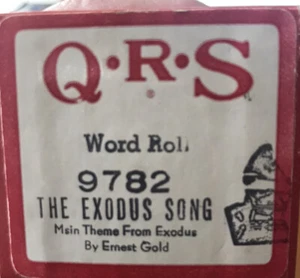 Q·R·S
®
Word Roll
9782
THE EXODUS SONG
Main Theme From Exodus
By Ernest Gold